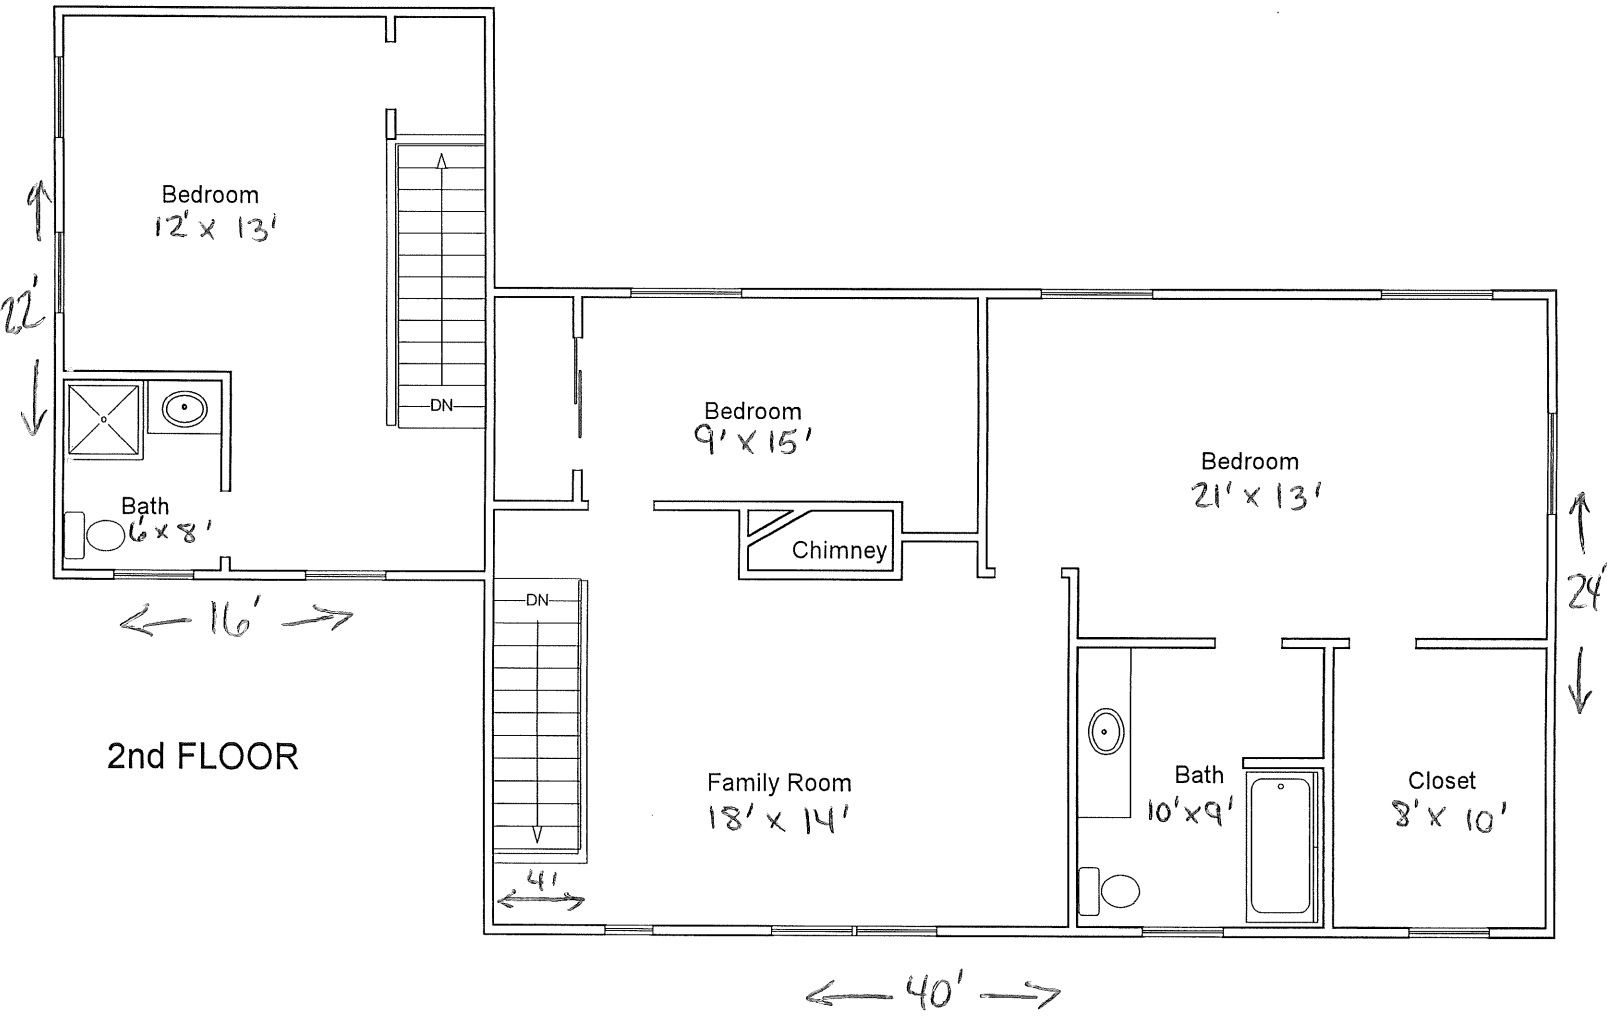 Bedroom
12' x 13'
22'
DN
Bath
6' x 8'
16'
Bedroom
9' x 15'
Bedroom
21' x 13'
Chimney
24'
DN
2nd FLOOR
Family Room
18' x 14'
Bath
10' x 9'
Closet
8' x 10'
4'
40'